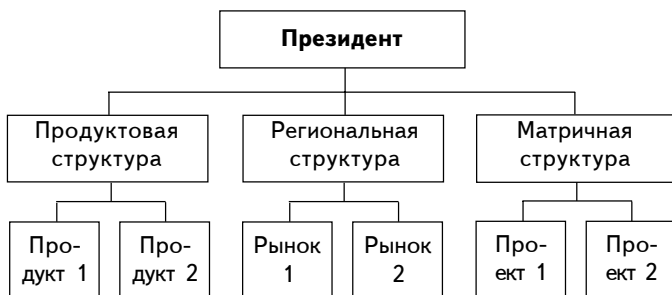 Президент
Продуктовая
структура
Региональная
структура
Матричная
структура
Про-
дукт 1
Про-
дукт 2
Рынок
1
Рынок
2
Про-
ект 1
Про-
ект 2